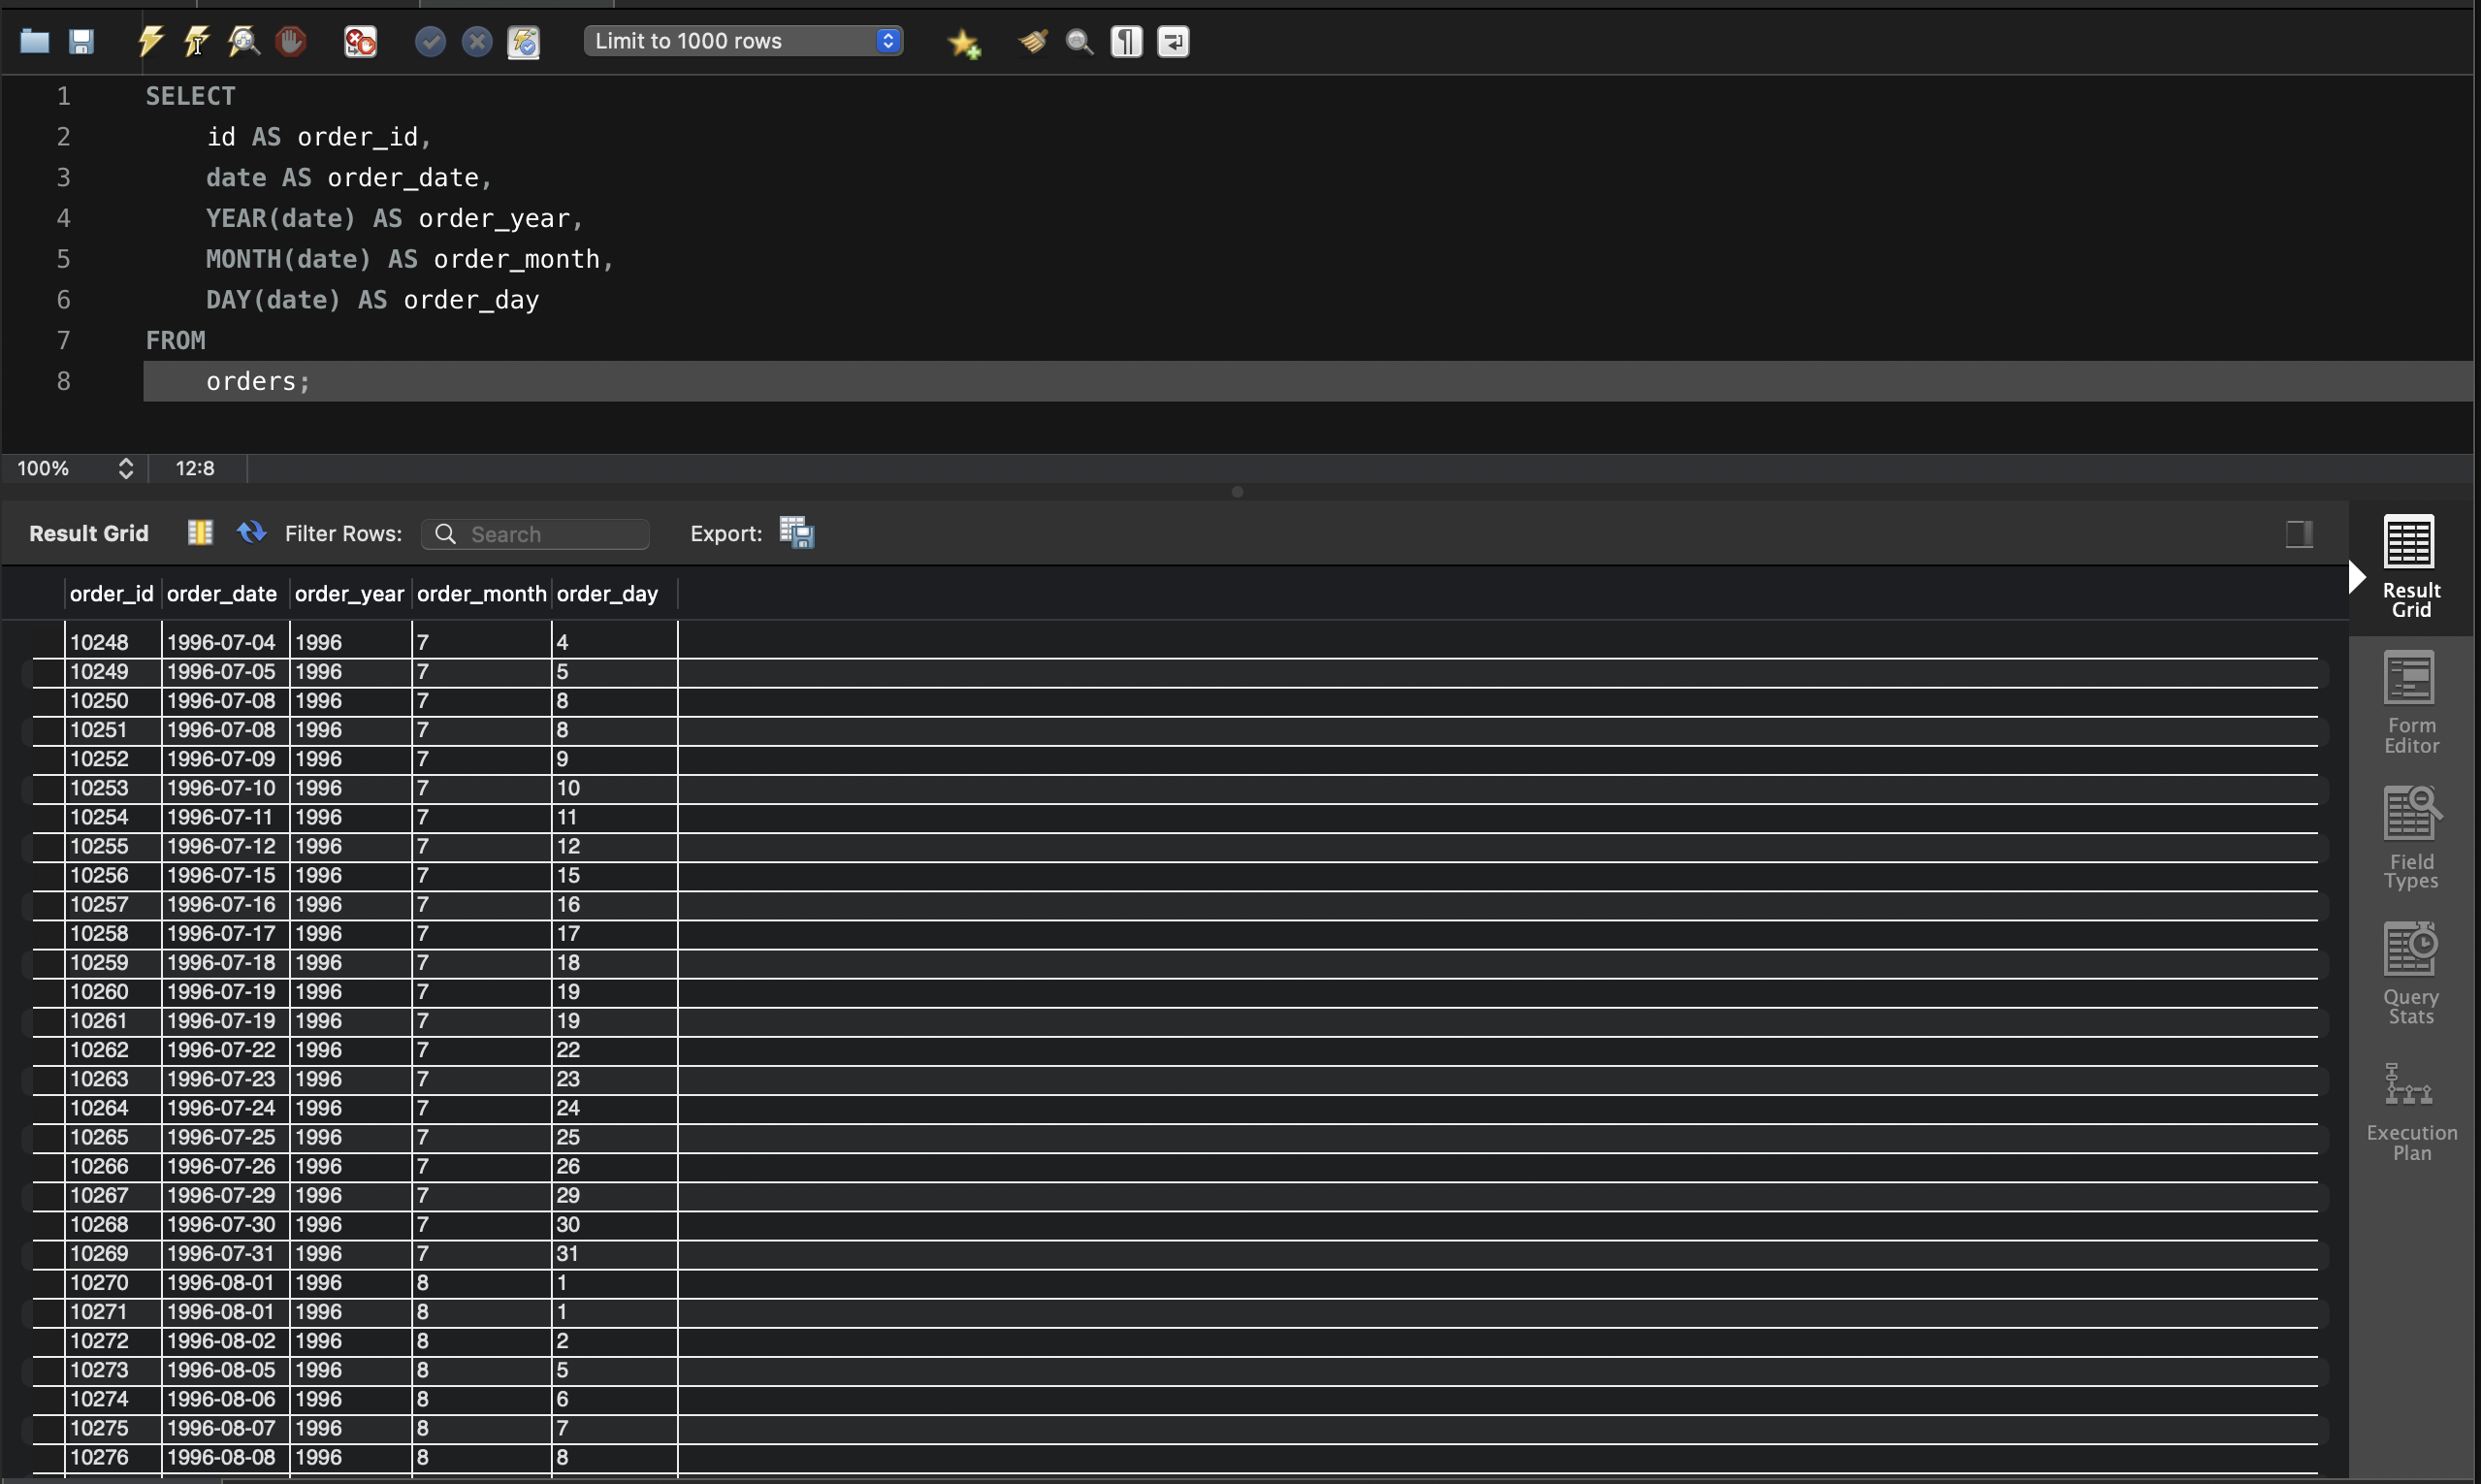 Limit to 1000 rows
1 SELECT
2 id AS order_id,
3 date AS order_date,
4 YEAR(date) AS order_year,
5 MONTH(date) AS order_month,
6 DAY(date) AS order_day
7 FROM
8 orders;
100% 12:8
Result Grid Filter Rows: Search Export:
order_id order_date order_year order_month order_day
10248 1996-07-04 1996 7 4
10249 1996-07-05 1996 7 5
10250 1996-07-08 1996 7 8
10251 1996-07-08 1996 7 8
10252 1996-07-09 1996 7 9
10253 1996-07-10 1996 7 10
10254 1996-07-11 1996 7 11
10255 1996-07-12 1996 7 12
10256 1996-07-15 1996 7 15
10257 1996-07-16 1996 7 16
10258 1996-07-17 1996 7 17
10259 1996-07-18 1996 7 18
10260 1996-07-19 1996 7 19
10261 1996-07-19 1996 7 19
10262 1996-07-22 1996 7 22
10263 1996-07-23 1996 7 23
10264 1996-07-24 1996 7 24
10265 1996-07-25 1996 7 25
10266 1996-07-26 1996 7 26
10267 1996-07-29 1996 7 29
10268 1996-07-30 1996 7 30
10269 1996-07-31 1996 7 31
10270 1996-08-01 1996 8 1
10271 1996-08-01 1996 8 1
10272 1996-08-02 1996 8 2
10273 1996-08-05 1996 8 5
10274 1996-08-06 1996 8 6
10275 1996-08-07 1996 8 7
10276 1996-08-08 1996 8 8
Result
Grid
Form
Editor
Field
Types
Query
Stats
Execution
Plan